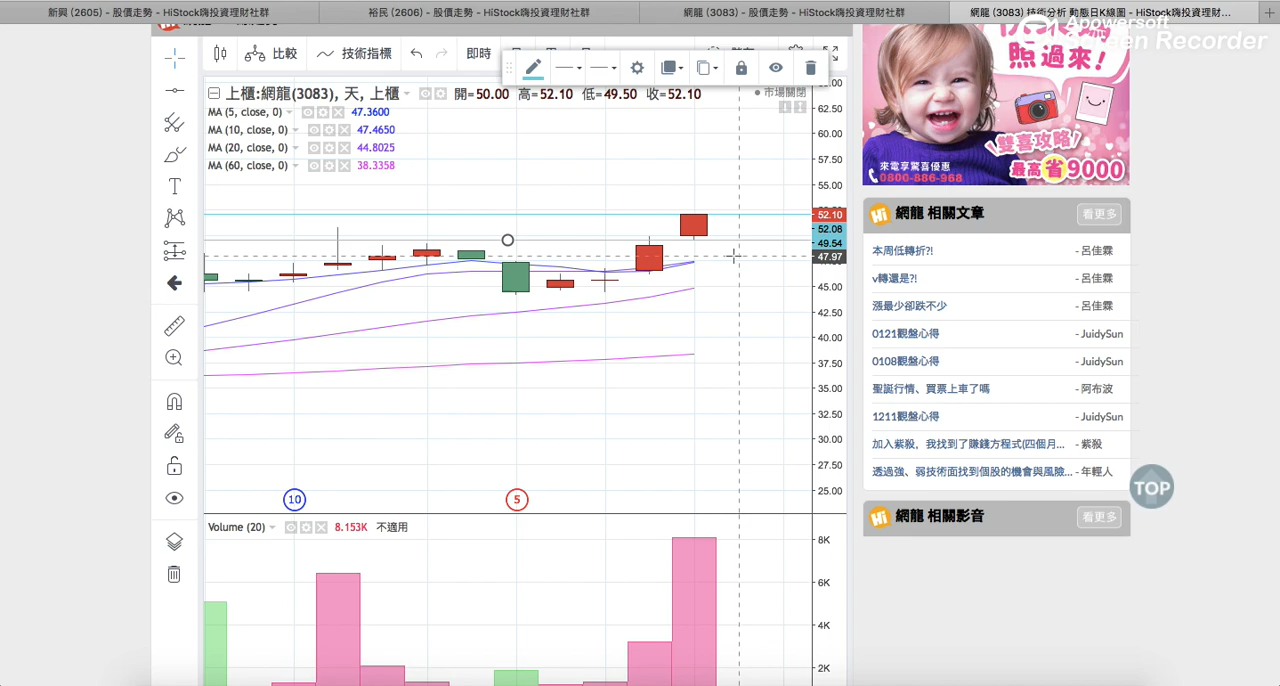 新興 (2605) - 股價走勢 - HiStock嗨投資理財社群
裕民 (2606) - 股價走勢 - HiStock嗨投資理財社群
網龍 (3083) - 股價走勢 - HiStock嗨投資理財社群
網龍 (3083) 技術分析 動態日K線圖 - HiStock嗨投資理財...
Apowersoft
Screen Recorder
比較
技術指標
即時
上櫃:網龍(3083), 天, 上櫃
開=50.00 高=52.10 低=49.50 收=52.10
市場關閉
MA (5, close, 0)
47.3600
MA (10, close, 0)
47.4650
MA (20, close, 0)
44.8025
MA (60, close, 0)
38.3358
62.50
60.00
57.50
55.00
52.10
52.08
49.54
47.97
45.00
42.50
40.00
37.50
35.00
32.50
30.00
27.50
25.00
10
5
Volume (20)
8.153K
不適用
8K
6K
4K
2K
照過來!
雙喜攻略
來電享驚喜優惠
0800-886-968
最高省9000
Hi 網龍 相關文章
看更多
本周低轉折?!
- 呂佳霖
v轉還是?!
- 呂佳霖
漲最少卻跌不少
- 呂佳霖
0121觀盤心得
- JuidySun
0108觀盤心得
- JuidySun
聖誕行情、買票上車了嗎
- 阿布波
1211觀盤心得
- JuidySun
加入紫殺，我找到了賺錢方程式(四個月...
- 紫殺
透過強、弱技術面找到個股的機會與風險...
- 年輕人
TOP
Hi 網龍 相關影音
看更多